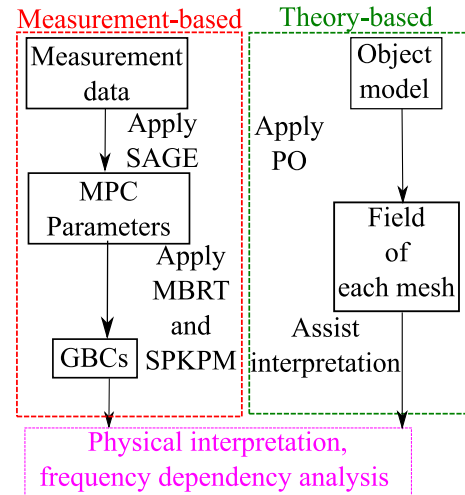 Measurement-based
Measurement
data
Apply
SAGE
MPC
Parameters
Apply
MBRT
and
SPKPM
GBCs
Theory-based
Object
model
Apply
PO
Field
of
each mesh
Assist
interpretation
Physical interpretation,
frequency dependency analysis